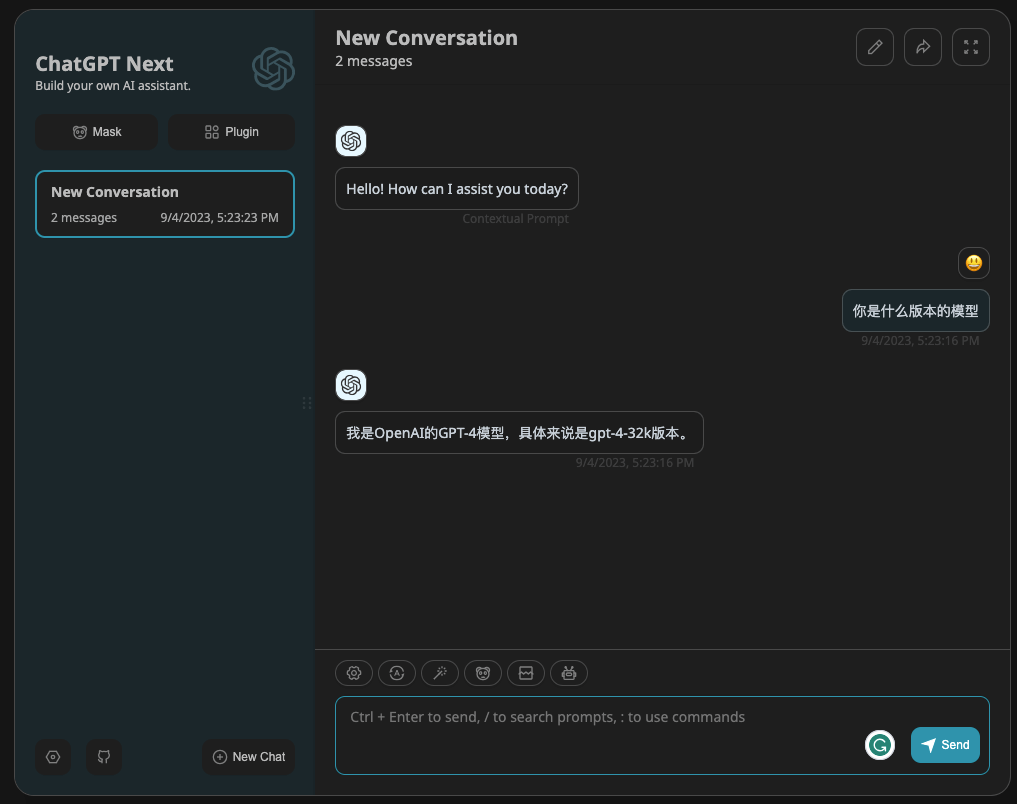 ChatGPT Next
Build your own AI assistant.
Mask
Plugin
New Conversation
2 messages 9/4/2023, 5:23:23 PM
New Chat
New Conversation
2 messages
Hello! How can I assist you today?
Contextual Prompt
你是什么版本的模型
9/4/2023, 5:23:16 PM
我是OpenAI的GPT-4模型，具体来说是gpt-4-32k版本。
9/4/2023, 5:23:16 PM
Ctrl + Enter to send, / to search prompts, : to use commands
Send